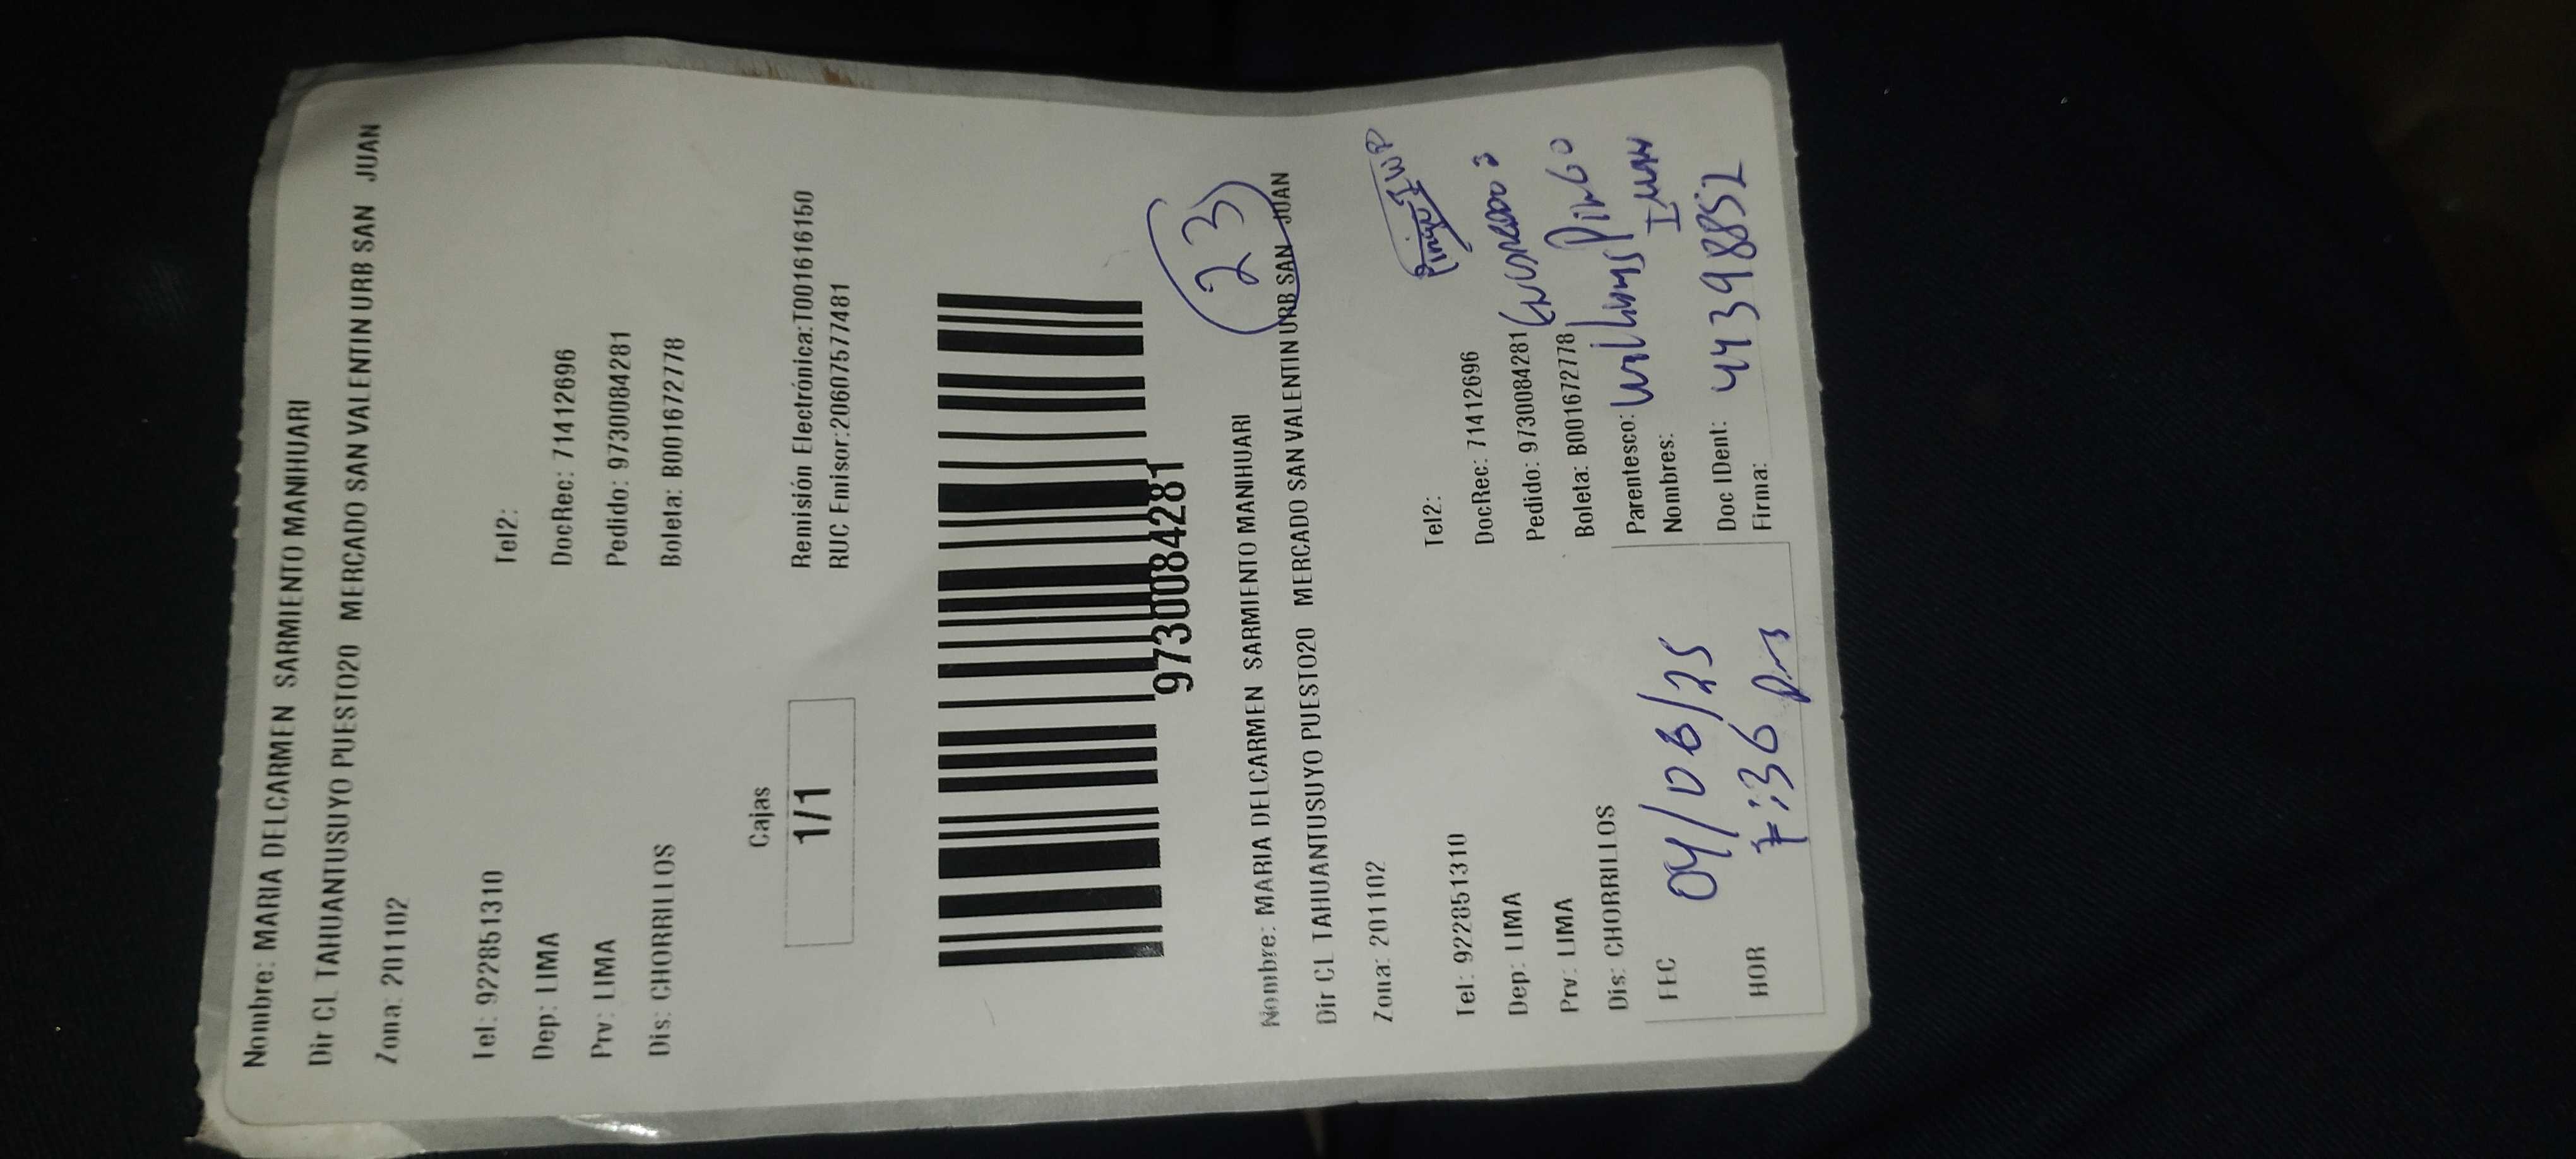 Nombre: MARIA DELCARMEN SARMIENTO MANIHUARI
Dir CL TAHUANTUSUYO PUESTO20 MERCADO SAN VALENTIN URB SAN JUAN
Zona: 201102
Tel: 922851310 Tel2:
Dep: LIMA DocRec: 71412696
Prv: LIMA Pedido: 9730084281
Dis: CHORRILLOS Boleta: B001672778
Cajas
1/1
Remisión Electrónica:T001616150
RUC Emisor:20607577481
9730084281
23
Nombre: MARIA DELCARMEN SARMIENTO MANIHUARI
Dir CL TAHUANTUSUYO PUESTO20 MERCADO SAN VALENTIN URB SAN JUAN
Zona: 201102
Tel: 922851310 Tel2:
Dep: LIMA DocRec: 71412696
Prv: LIMA Pedido: 9730084281
Dis: CHORRILLOS Boleta: B001672778
FEC 04/06/25
HOR 7:36 pm
Parentesco: Williams Pingo
Nombres:
Doc IDent: 44398852
Firma: